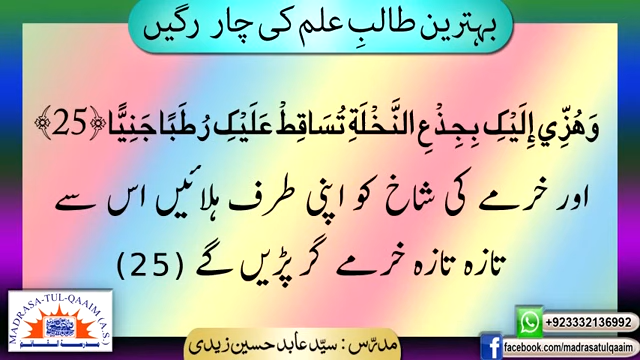 بہترین طالبِ علم کی چار رگیں
وَهُزِّي إِلَيْكِ بِجِذْعِ النَّخْلَةِ تُسَاقِطْ عَلَيْكِ رُطَبًا جَنِيًّا ﴿25﴾
اور خرمے کی شاخ کو اپنی طرف ہلائیں اس سے
تازہ تازہ خرمے گر پڑیں گے (25)
MADRASA-TUL-QAAIM(A.S.)
مدرسۃ القائم
مدرّس : سیّد عابد حسین زیدی
+923332136992
facebook.com/madrasatulqaaim